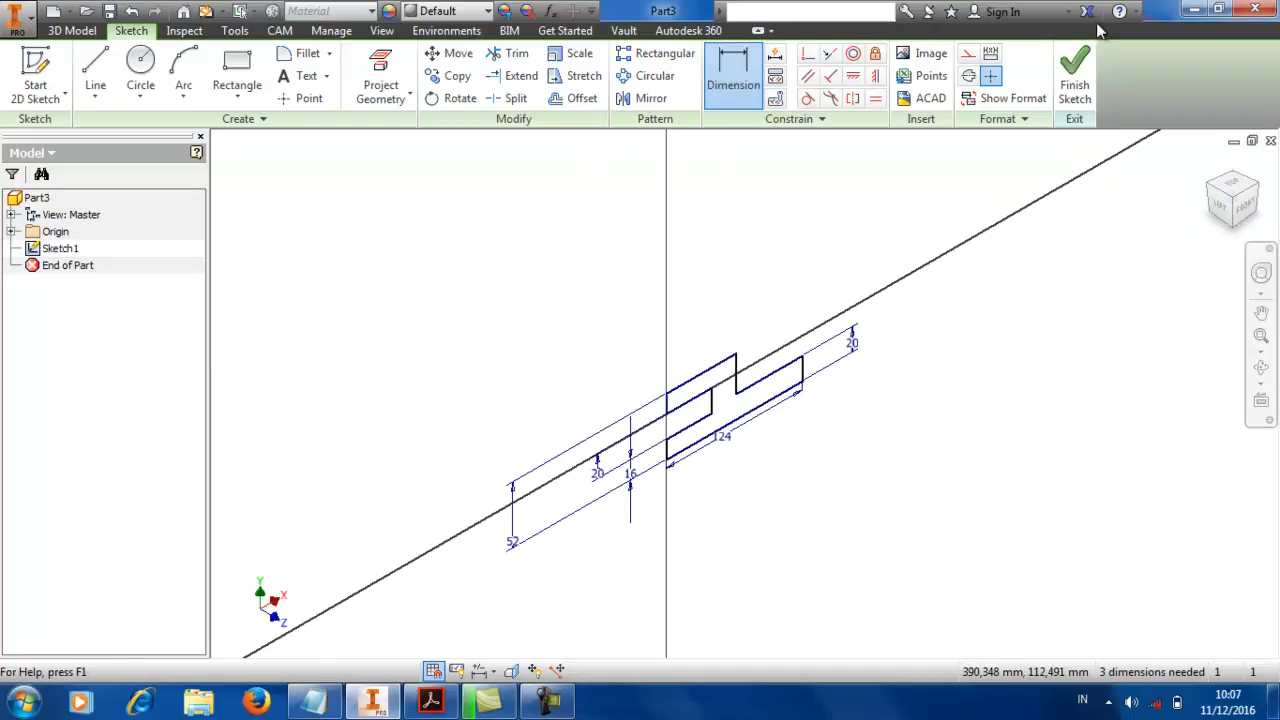 Material
Default
Part3
Sign In
PRO
3D Model
Sketch
Inspect
Tools
CAM
Manage
View
Environments
BIM
Get Started
Vault
Autodesk 360
Start
2D Sketch
Line
Circle
Arc
Rectangle
Fillet
Text
Point
Project
Geometry
Move
Copy
Rotate
Trim
Extend
Split
Scale
Stretch
Offset
Rectangular
Circular
Mirror
Dimension
Image
Points
ACAD
Show Format
Finish
Sketch
Sketch
Create
Modify
Pattern
Constrain
Insert
Format
Exit
Model
Part3
View: Master
Origin
Sketch1
End of Part
TOP
LEFT
FRONT
20
124
20
16
52
Y
X
Z
For Help, press F1
390,348 mm, 112,491 mm
3 dimensions needed
1
1
PRO
IN
10:07
11/12/2016